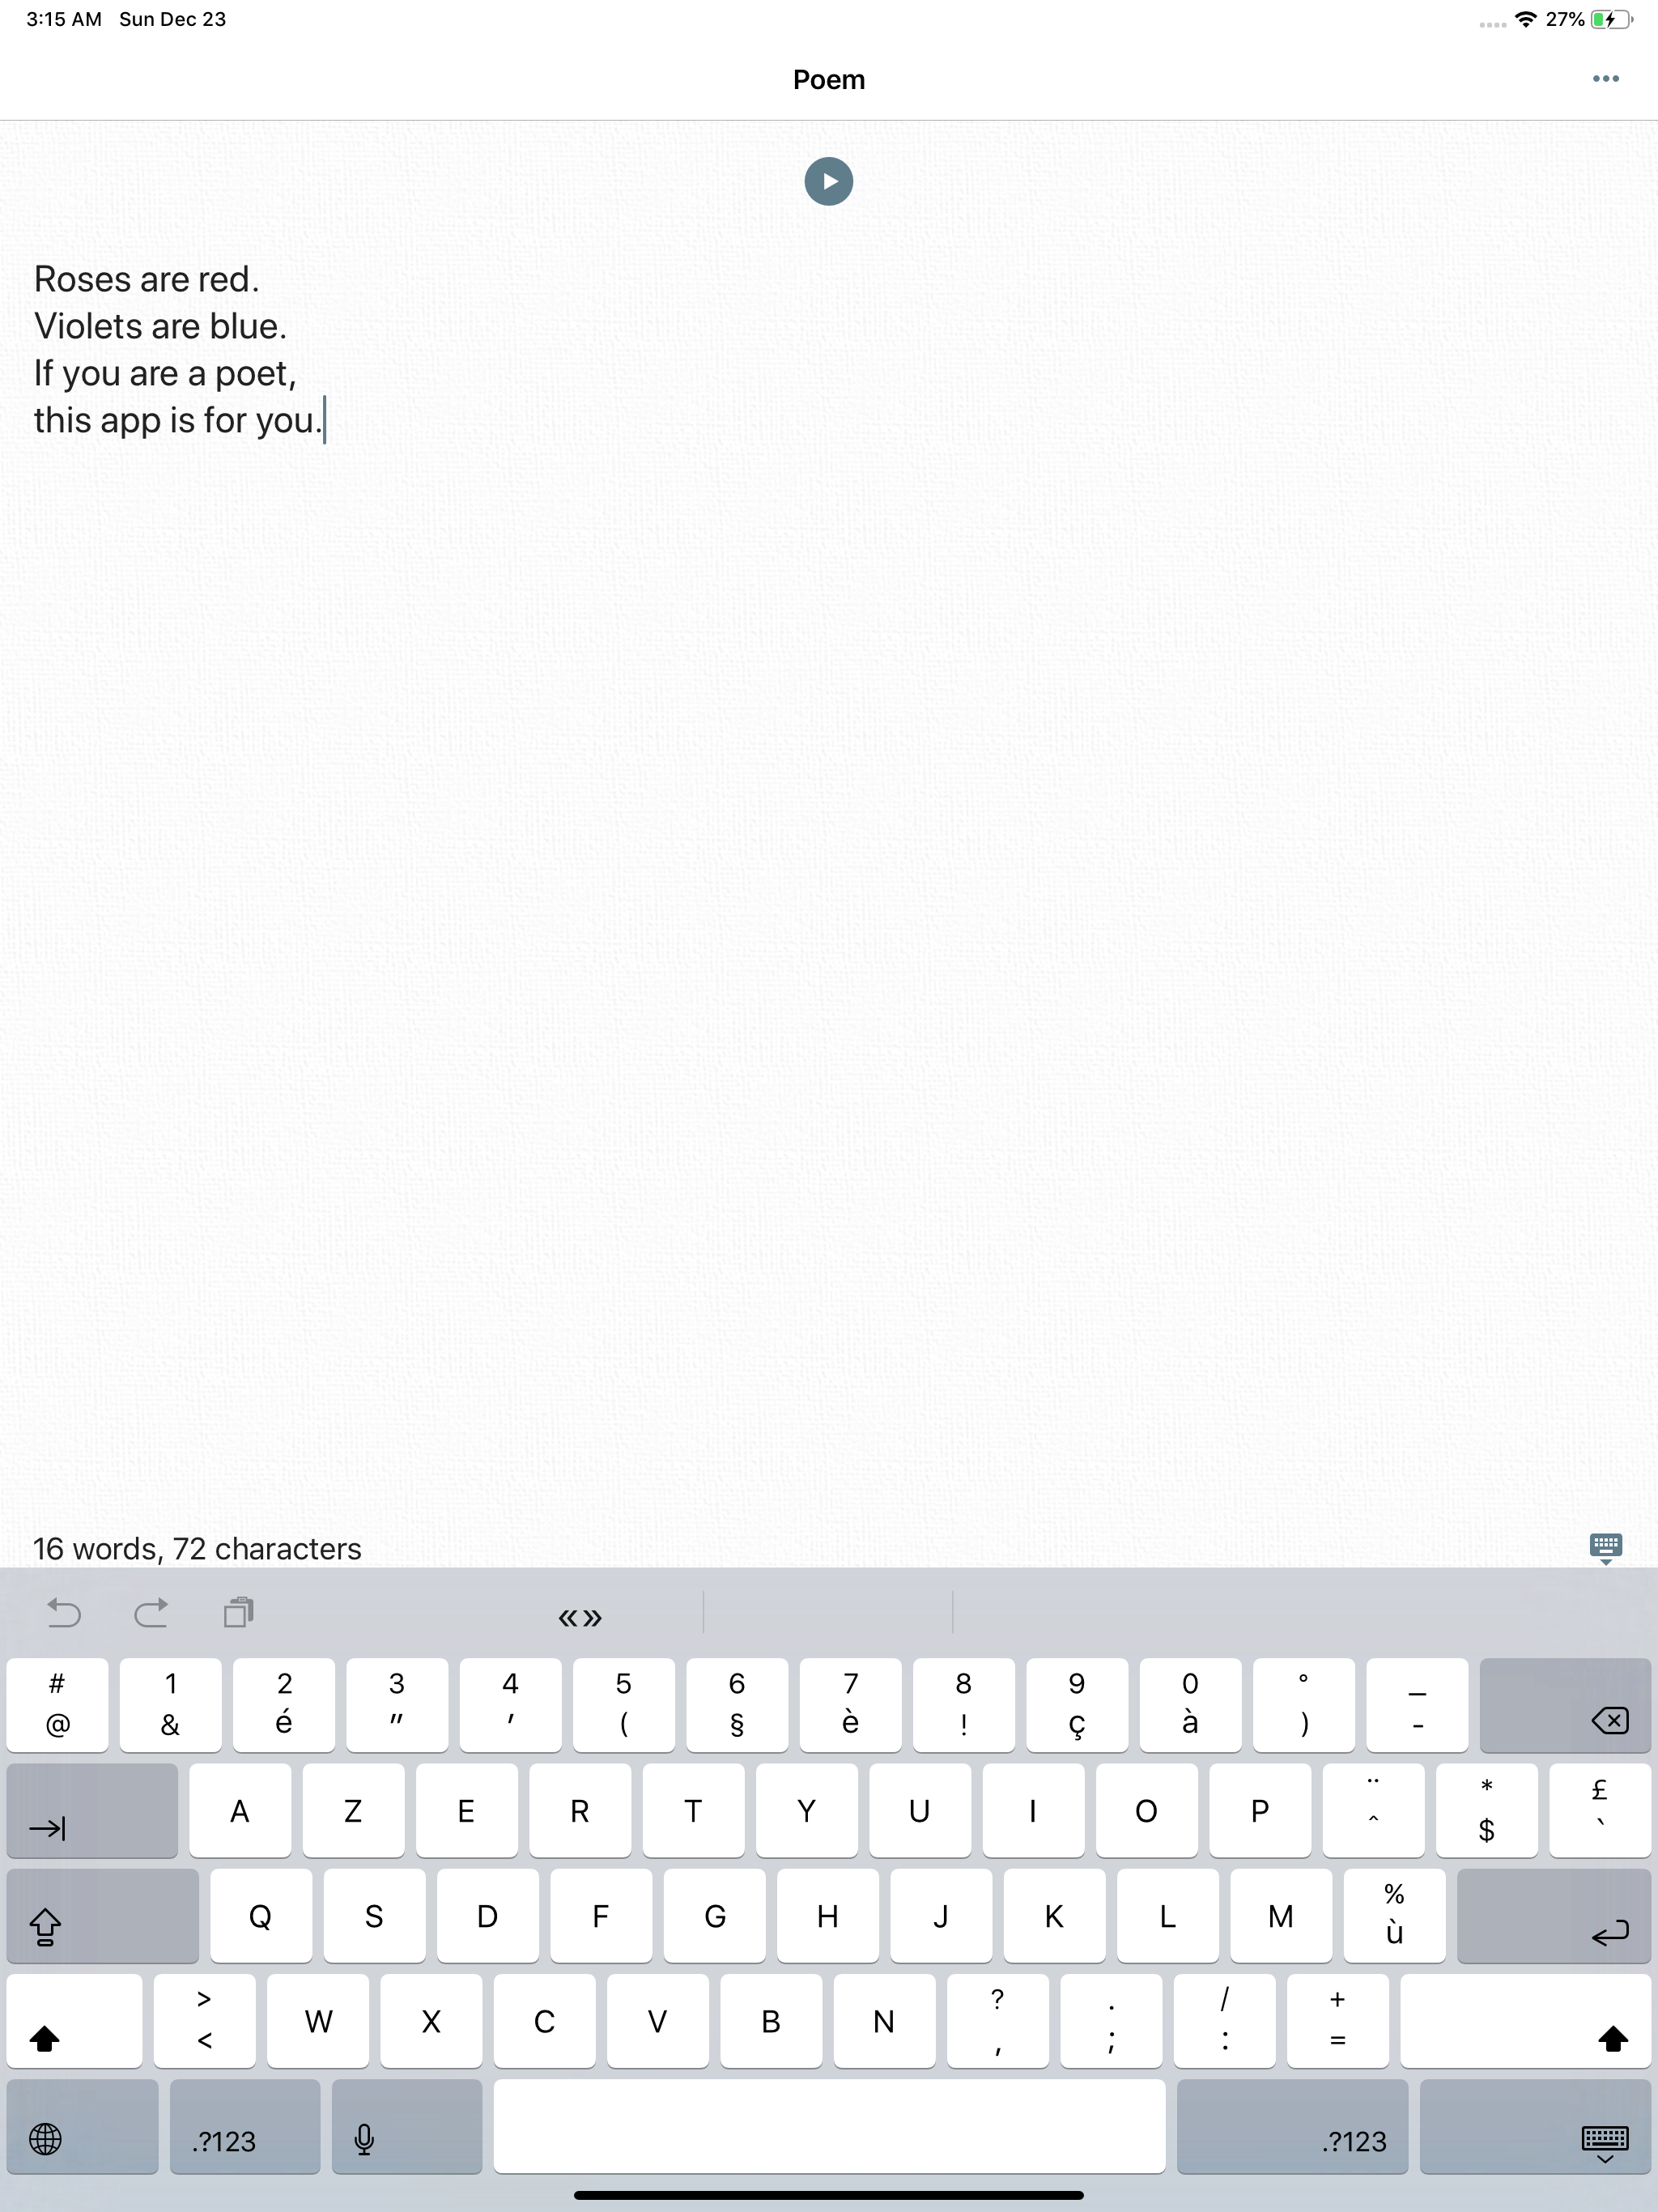 3:15 AM Sun Dec 23 27%
Poem
Roses are red.
Violets are blue.
If you are a poet,
this app is for you.
16 words, 72 characters
«»
# 1 2 3 4 5 6 7 8 9 0 ° _
@ & é " ' ( § è ! ç à ) -
A Z E R T Y U I O P ¨ ^ * $ £ `
Q S D F G H J K L M % ù
> < W X C V B N ? , . ; / : + =
.?123 .?123